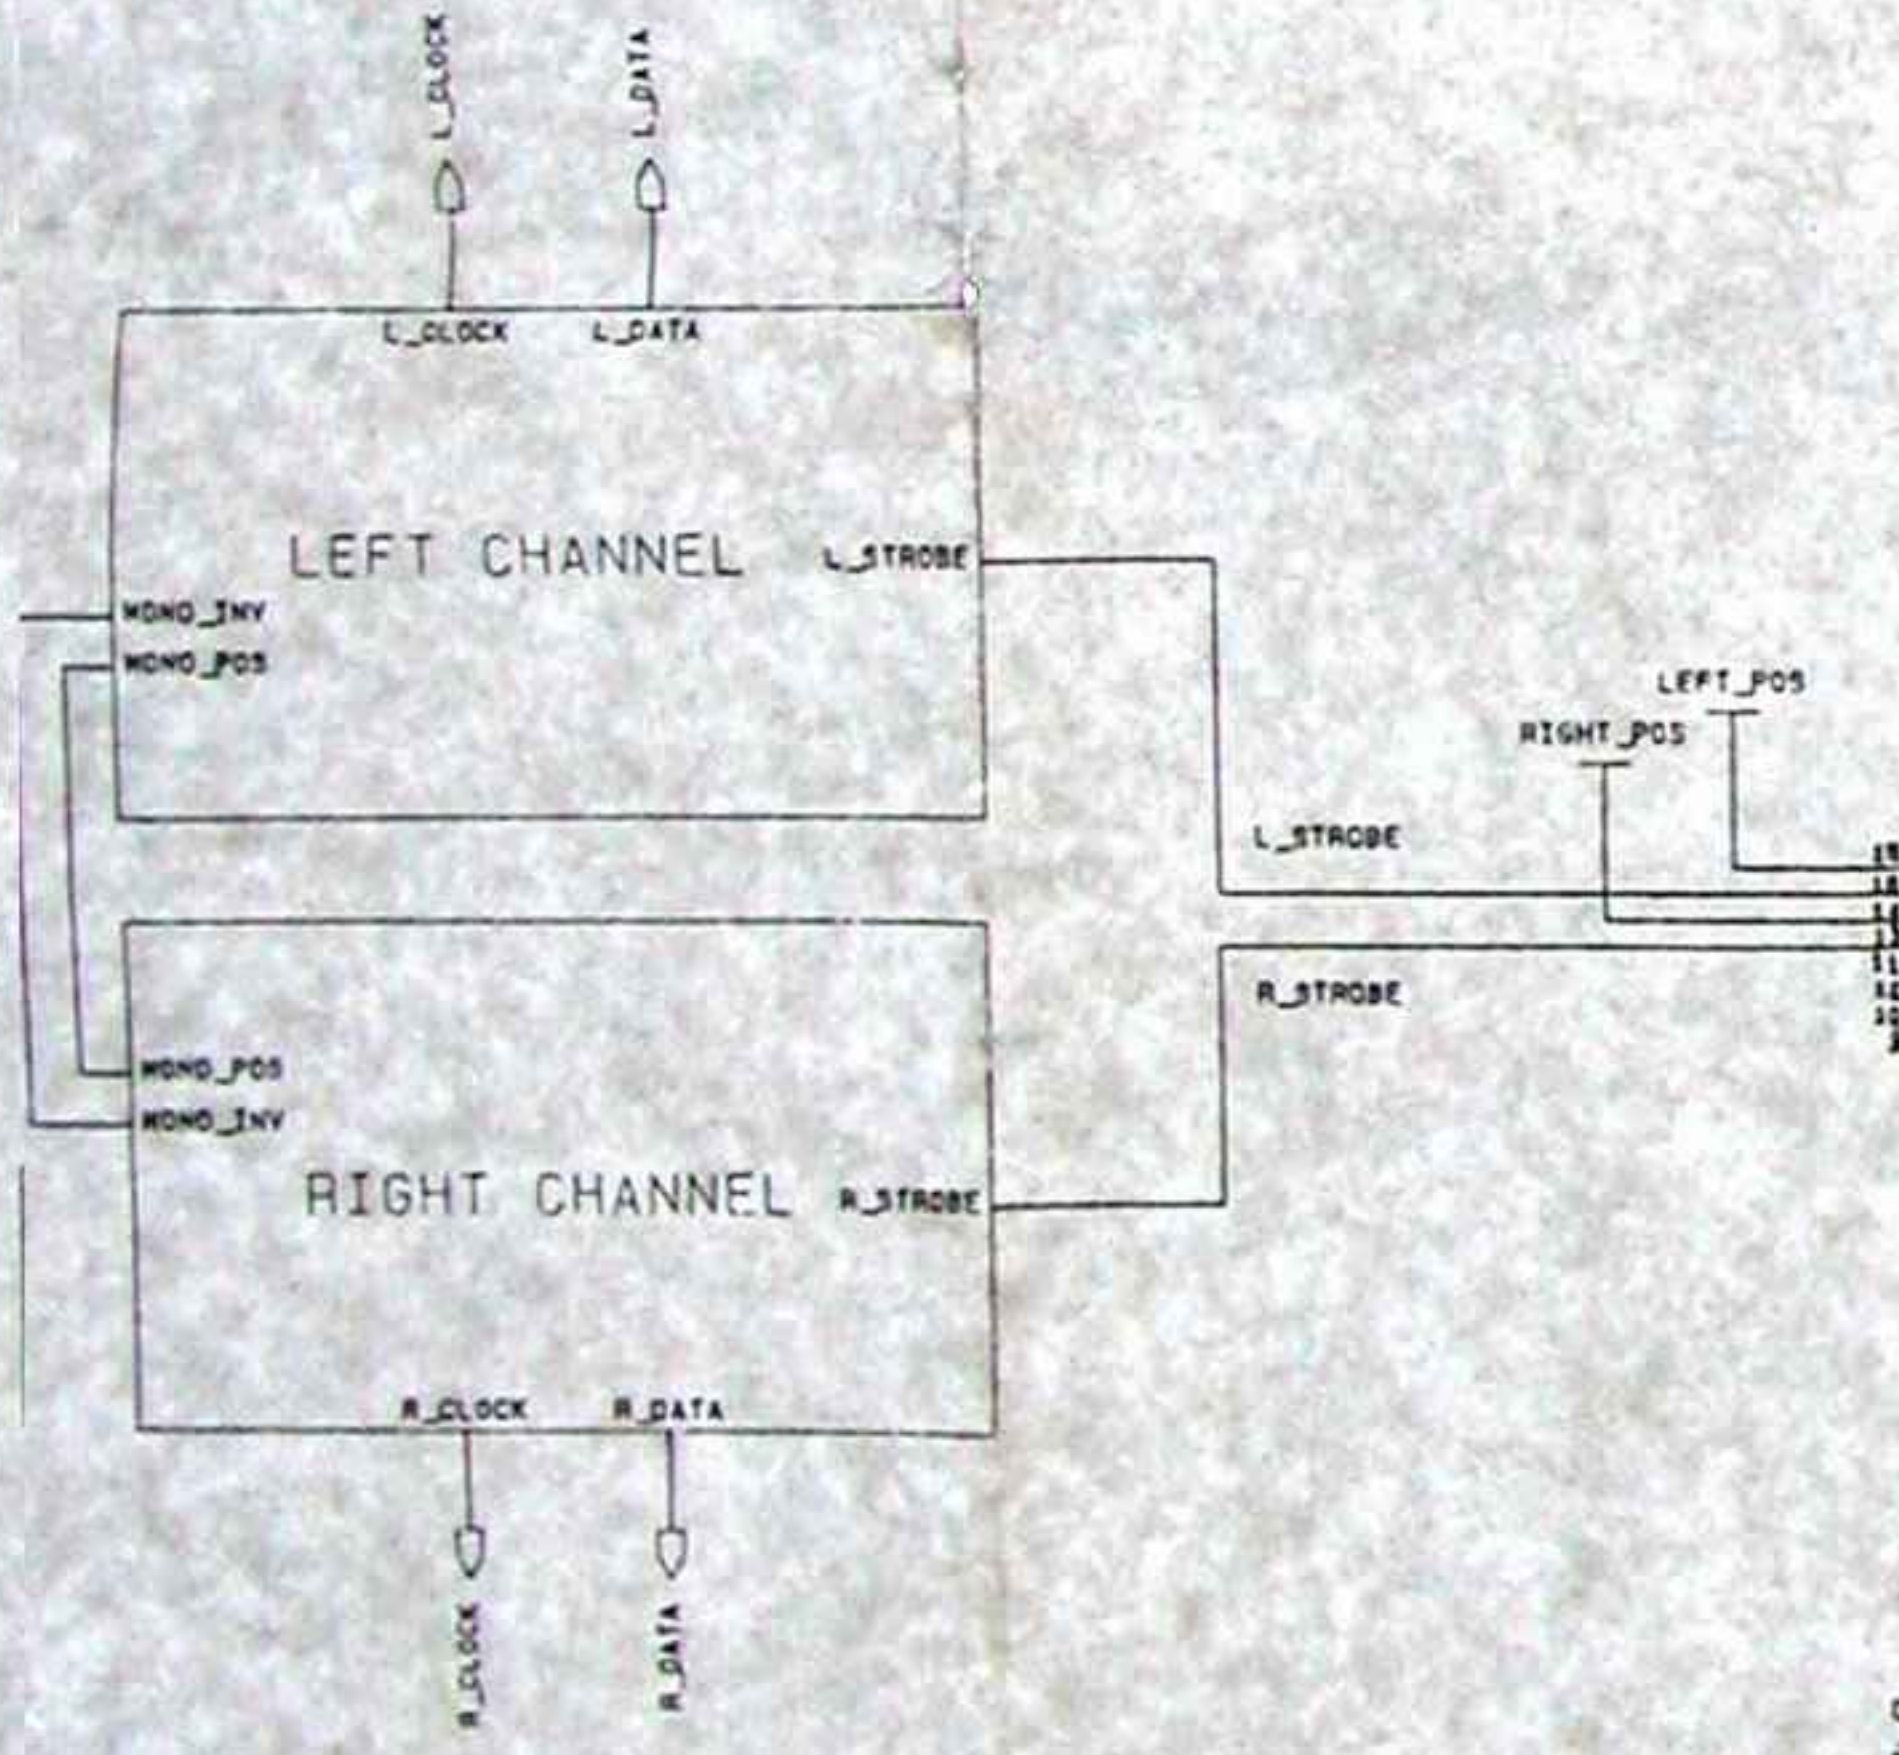 L_CLOCK
L_DATA
L_CLOCK
L_DATA
LEFT CHANNEL
L_STROBE
MONO_INV
MONO_POS
LEFT_POS
RIGHT_POS
L_STROBE
R_STROBE
MONO_POS
MONO_INV
RIGHT CHANNEL
R_STROBE
R_CLOCK
R_DATA
R_CLOCK
R_DATA